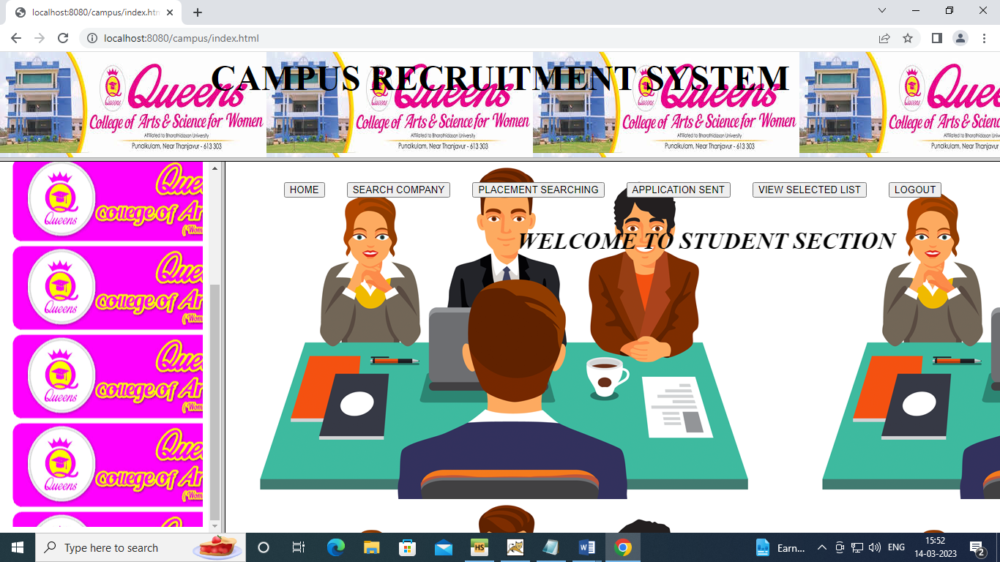 localhost:8080/campus/index.htm
localhost:8080/campus/index.html
CAMPUS RECRUITMENT SYSTEM
Queens Queens Queens Queens
College of Arts & Science for Women College of Arts & Science for Women College of Arts & Science for Women College of Arts & Science
Affiliated to Bharathidasan University Affiliated to Bharathidasan University Affiliated to Bharathidasan University Affiliated to Bharathidasan University
Punalkulam, Near Thanjavur - 613 303 Punalkulam, Near Thanjavur - 613 303 Punalkulam, Near Thanjavur - 613 303 Punalkulam, Near Thanjavur - 613
HOME SEARCH COMPANY PLACEMENT SEARCHING APPLICATION SENT VIEW SELECTED LIST LOGOUT
WELCOME TO STUDENT SECTION
Quee
college of Ar
(Wom
Queens
Quee
college of Ar
(Wom
Queens
Quee
college of Ar
(Wom
Queens
Quee
college of Ar
(Wom
Queens
Type here to search
HS
Earn...
ENG
15:52
14-03-2023
2